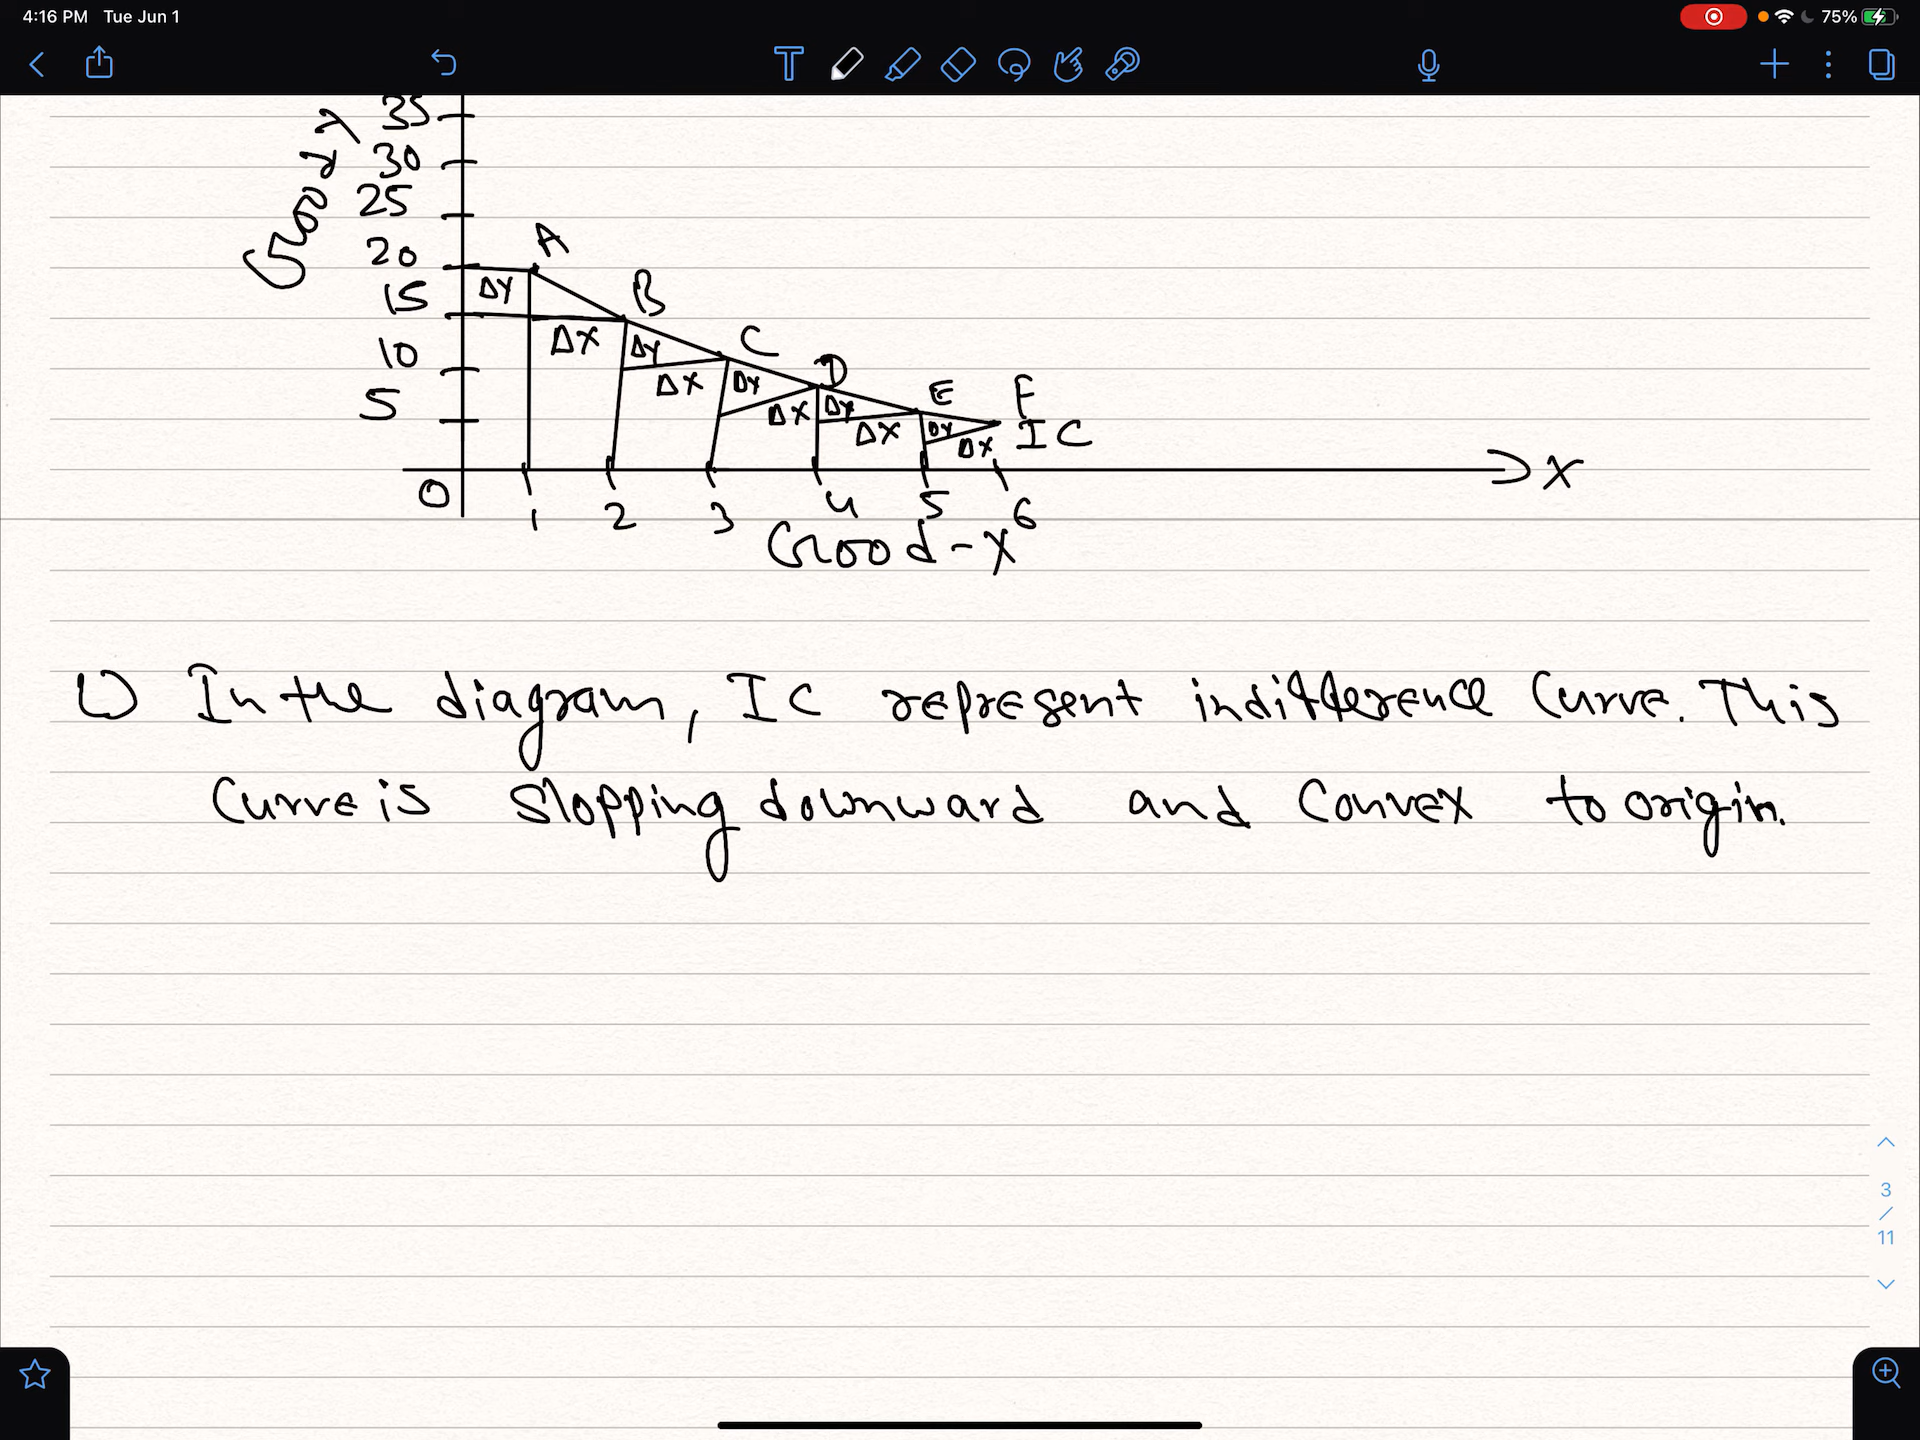 4:16 PM Tue Jun 1
75%
T
35
Good Y
30
25
20
A
15
ΔY
B
10
ΔX
ΔY
C
5
ΔX
ΔY
D
ΔX
ΔY
E
F
ΔX
ΔY
IC
ΔX
0
X
1 2 3 4 5 6
Good-X
1) In the diagram, IC represent indifference Curve. This
Curve is Slopping downward and Convex to origin.
3
/
11